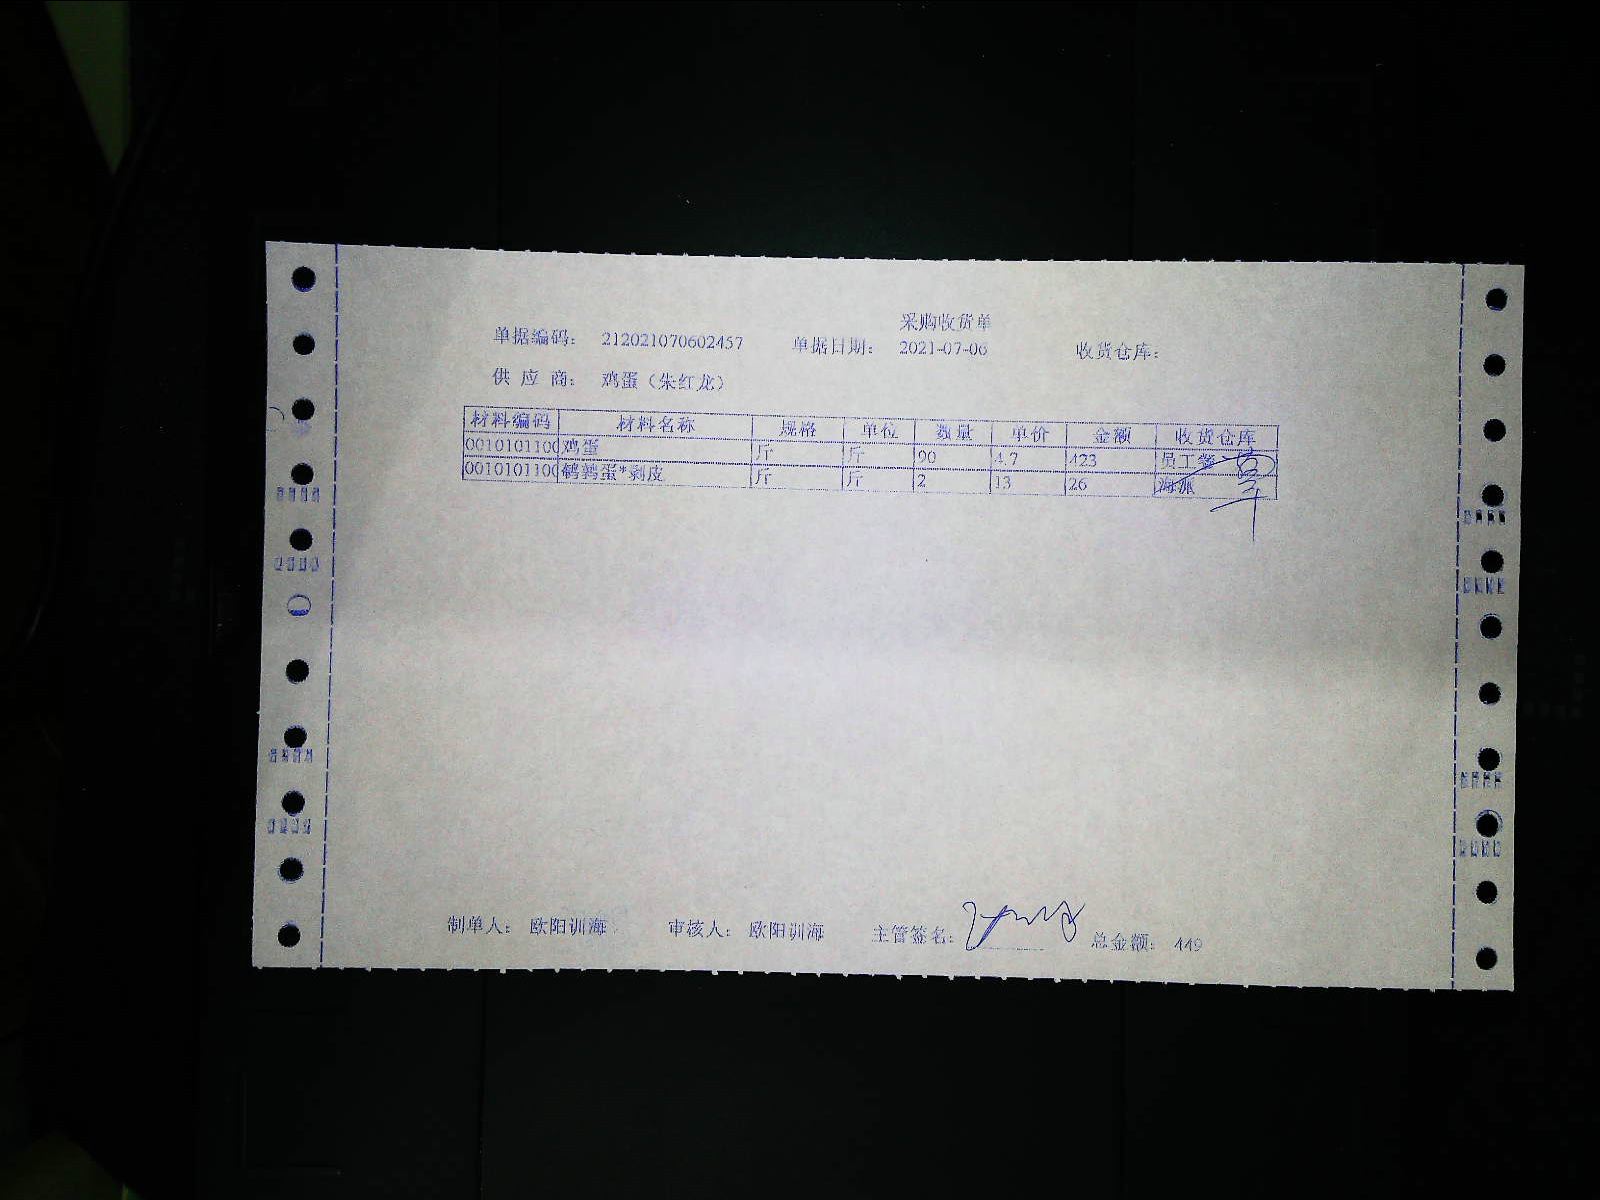 采购收货单
单据编码： 212021070602457 单据日期： 2021-07-06 收货仓库：
供 应 商： 鸡蛋（朱红龙）
材料编码 材料名称 规格 单位 数量 单价 金额 收货仓库
0010101100 鸡蛋 斤 斤 90 4.7 423 员工餐
0010101100 鹌鹑蛋*剥皮 斤 斤 2 13 26 海派
制单人： 欧阳训海 审核人： 欧阳训海 主管签名： 总金额： 449